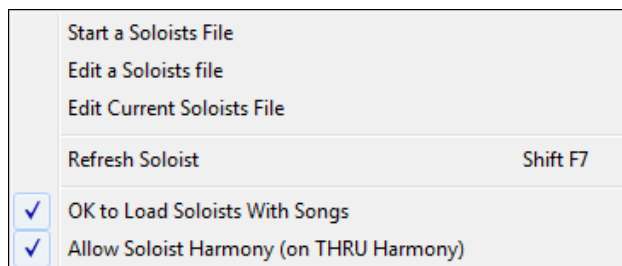 Start a Soloists File
Edit a Soloists file
Edit Current Soloists File
Refresh Soloist Shift F7
OK to Load Soloists With Songs
Allow Soloist Harmony (on THRU Harmony)